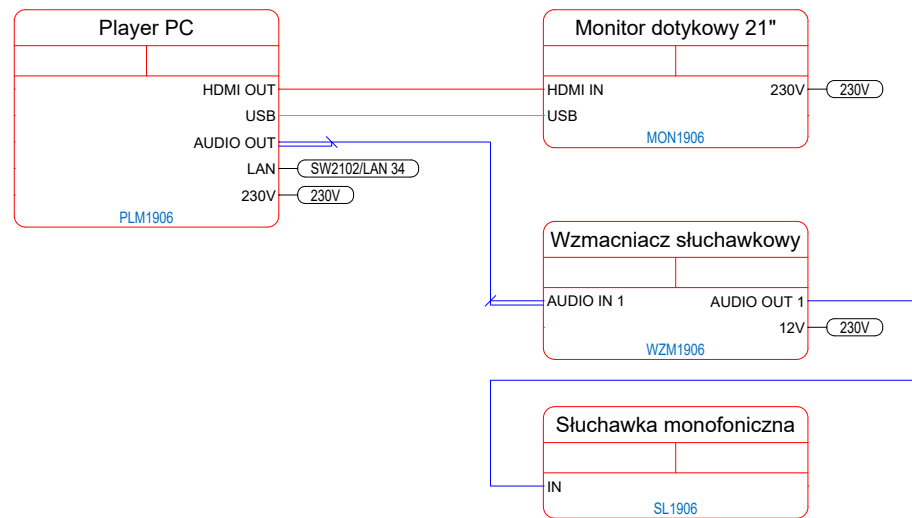 Player PC
HDMI OUT
USB
AUDIO OUT
LAN
SW2102/LAN 34
230V
230V
PLM1906
Monitor dotykowy 21"
HDMI IN
230V
230V
USB
MON1906
Wzmacniacz słuchawkowy
AUDIO IN 1
AUDIO OUT 1
12V
230V
WZM1906
Słuchawka monofoniczna
IN
SL1906